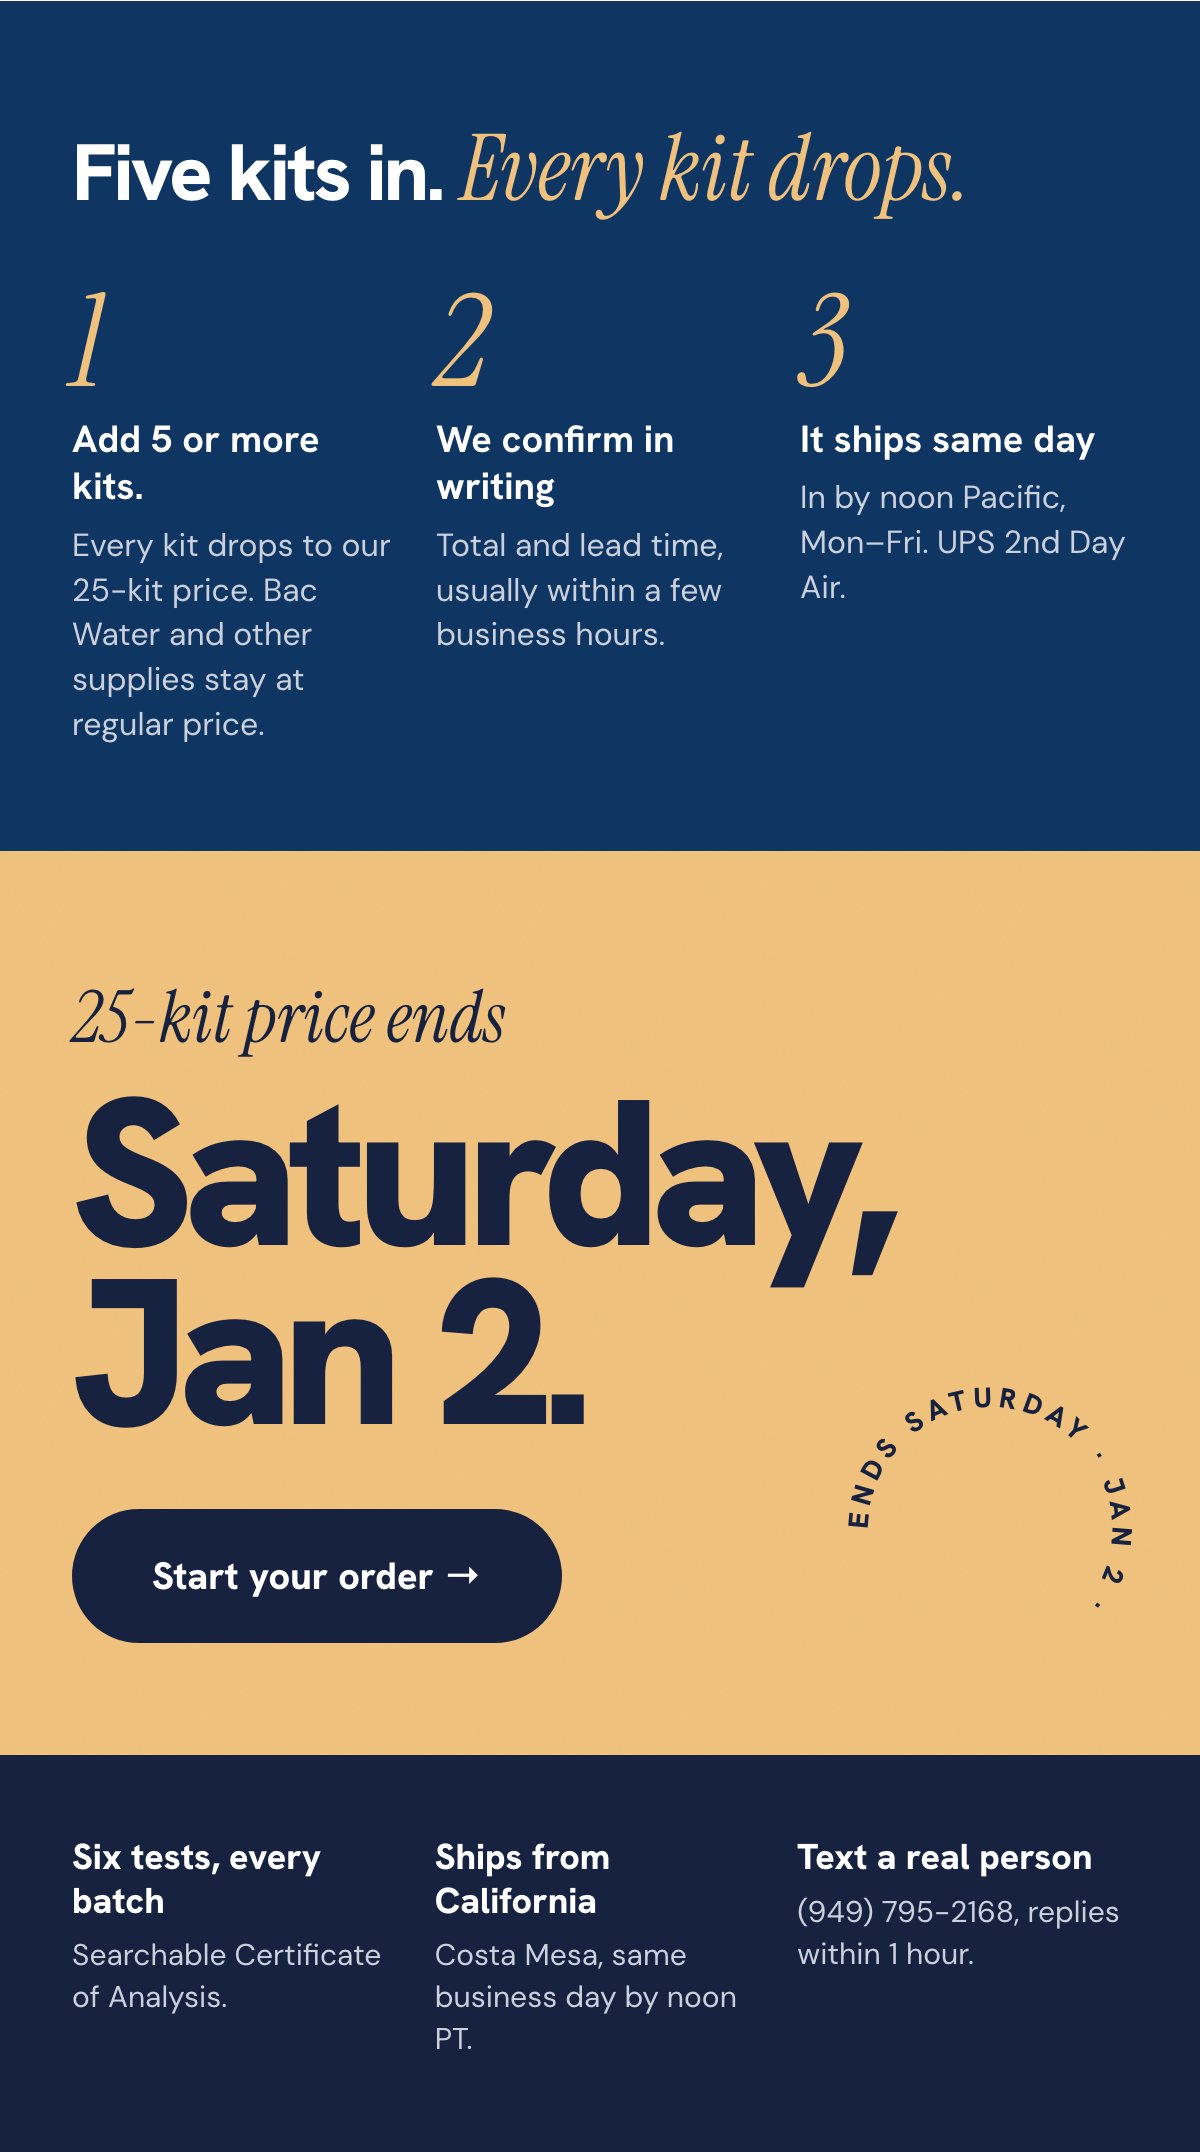 Five kits in. Every kit drops.
1
Add 5 or more
kits.
Every kit drops to our
25-kit price. Bac
Water and other
supplies stay at
regular price.
2
We confirm in
writing
Total and lead time,
usually within a few
business hours.
3
It ships same day
In by noon Pacific,
Mon–Fri. UPS 2nd Day
Air.
25-kit price ends
Saturday,
Jan 2.
ENDS SATURDAY · JAN 2 ·
Start your order →
Six tests, every
batch
Searchable Certificate
of Analysis.
Ships from
California
Costa Mesa, same
business day by noon
PT.
Text a real person
(949) 795-2168, replies
within 1 hour.